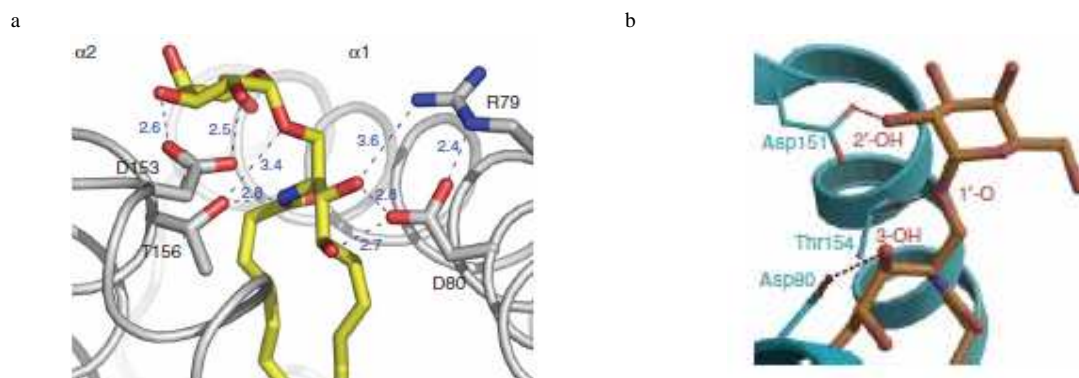 a
b
α2
α1
R79
2.6
2.5
3.6
2.4
D153
3.4
2.8
2.8
T156
2.7
D80
Asp151
2'-OH
1'-O
Thr154
3-OH
Asp80